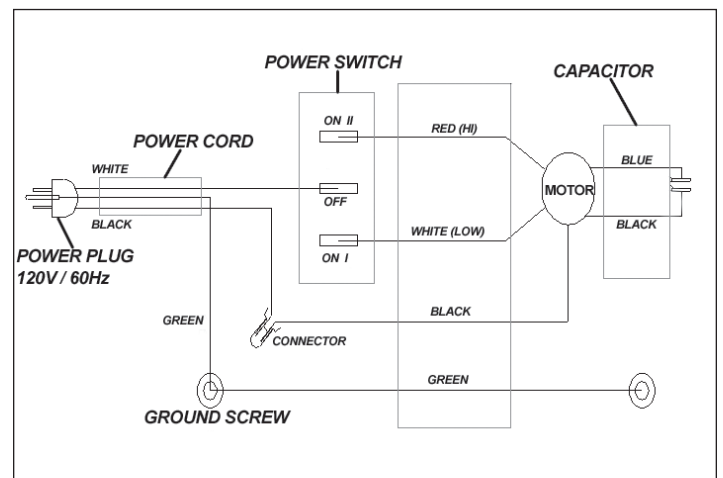 POWER SWITCH
CAPACITOR
POWER CORD
ON II
RED (HI)
WHITE
BLUE
MOTOR
OFF
BLACK
WHITE (LOW)
BLACK
POWER PLUG
120V / 60Hz
ON I
BLACK
GREEN
CONNECTOR
GREEN
GROUND SCREW